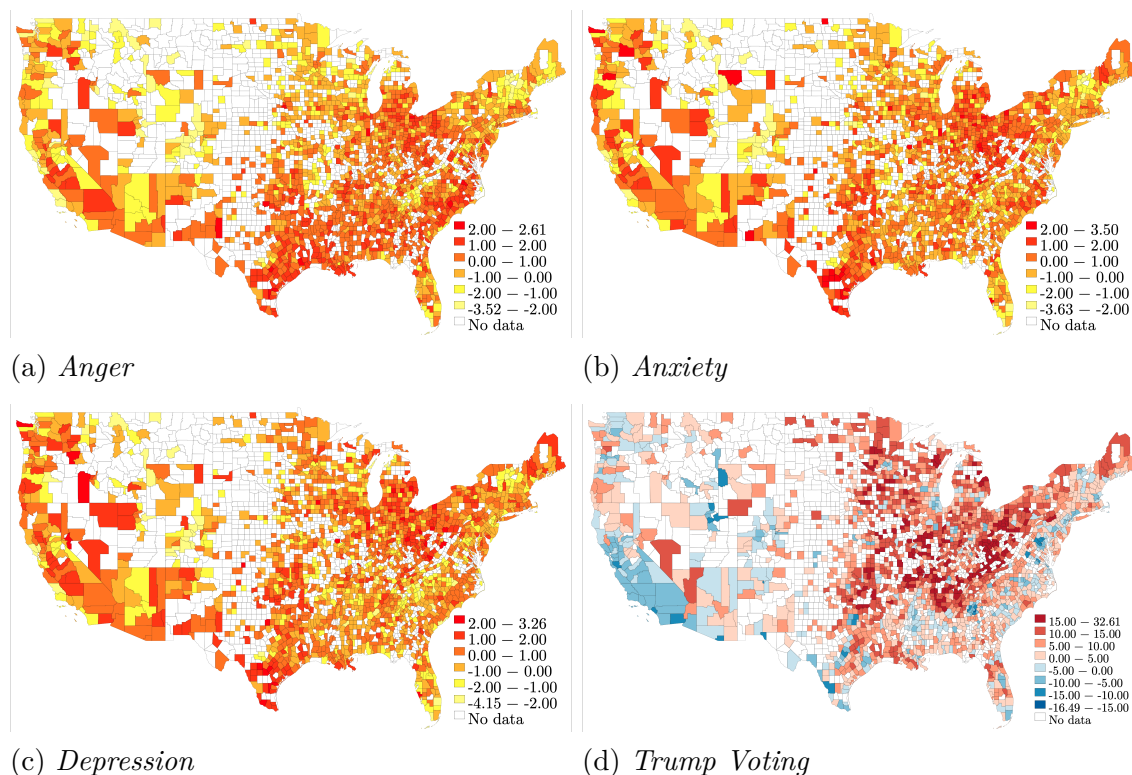 2.00 − 2.61
1.00 − 2.00
0.00 − 1.00
-1.00 − 0.00
-2.00 − -1.00
-3.52 − -2.00
No data
(a) Anger
2.00 − 3.50
1.00 − 2.00
0.00 − 1.00
-1.00 − 0.00
-2.00 − -1.00
-3.63 − -2.00
No data
(b) Anxiety
2.00 − 3.26
1.00 − 2.00
0.00 − 1.00
-1.00 − 0.00
-2.00 − -1.00
-4.15 − -2.00
No data
(c) Depression
15.00 − 32.61
10.00 − 15.00
5.00 − 10.00
0.00 − 5.00
-5.00 − 0.00
-10.00 − -5.00
-15.00 − -10.00
-16.49 − -15.00
No data
(d) Trump Voting